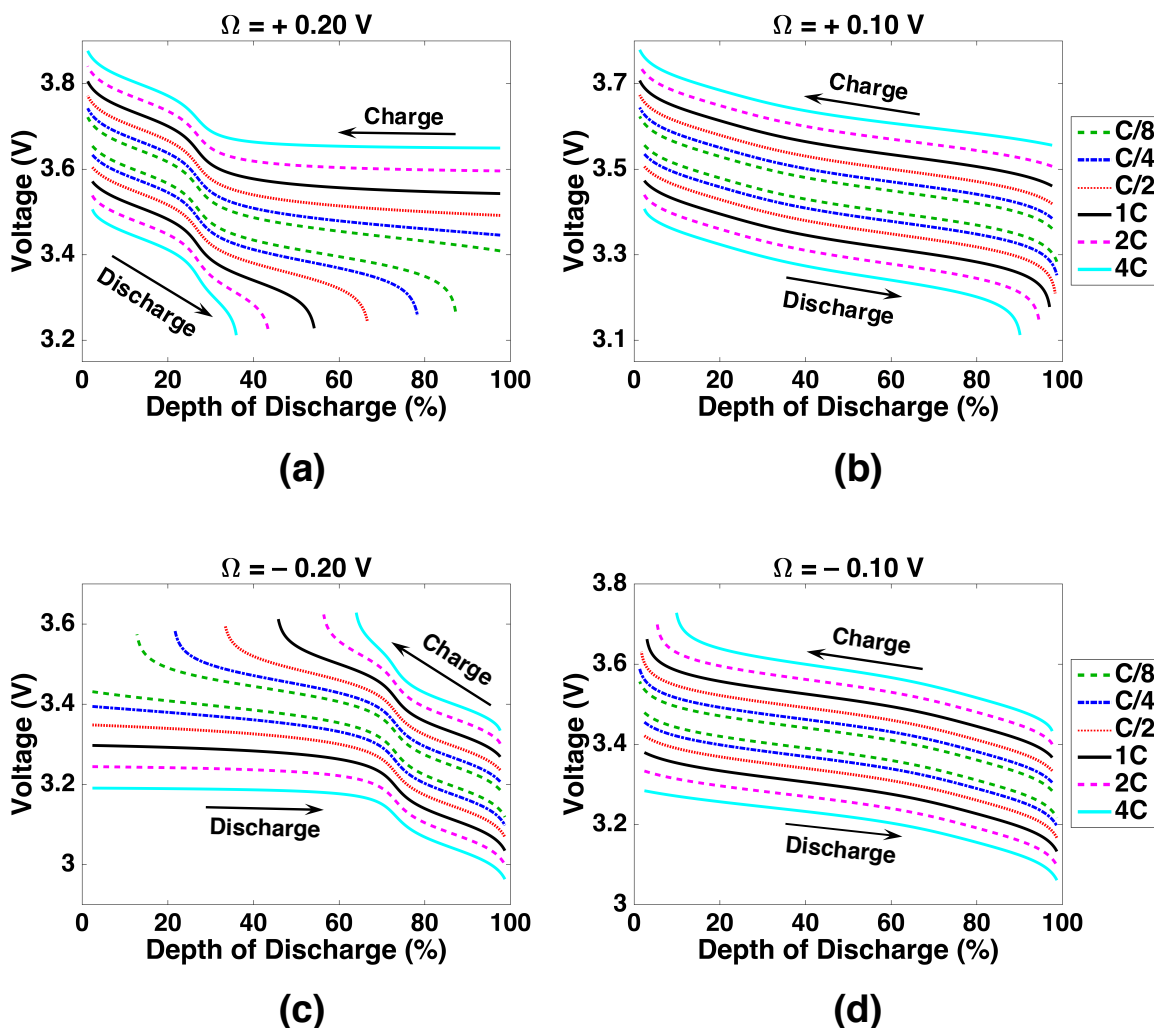 Ω = + 0.20 V
Voltage (V)
3.8
3.6
3.4
3.2
Charge
Discharge
0 20 40 60 80 100
Depth of Discharge (%)
(a)
Ω = + 0.10 V
Voltage (V)
3.7
3.5
3.3
3.1
Charge
Discharge
0 20 40 60 80 100
Depth of Discharge (%)
(b)
C/8
C/4
C/2
1C
2C
4C
Ω = – 0.20 V
Voltage (V)
3.6
3.4
3.2
3
Charge
Discharge
0 20 40 60 80 100
Depth of Discharge (%)
(c)
Ω = – 0.10 V
Voltage (V)
3.8
3.6
3.4
3.2
3
Charge
Discharge
0 20 40 60 80 100
Depth of Discharge (%)
(d)
C/8
C/4
C/2
1C
2C
4C